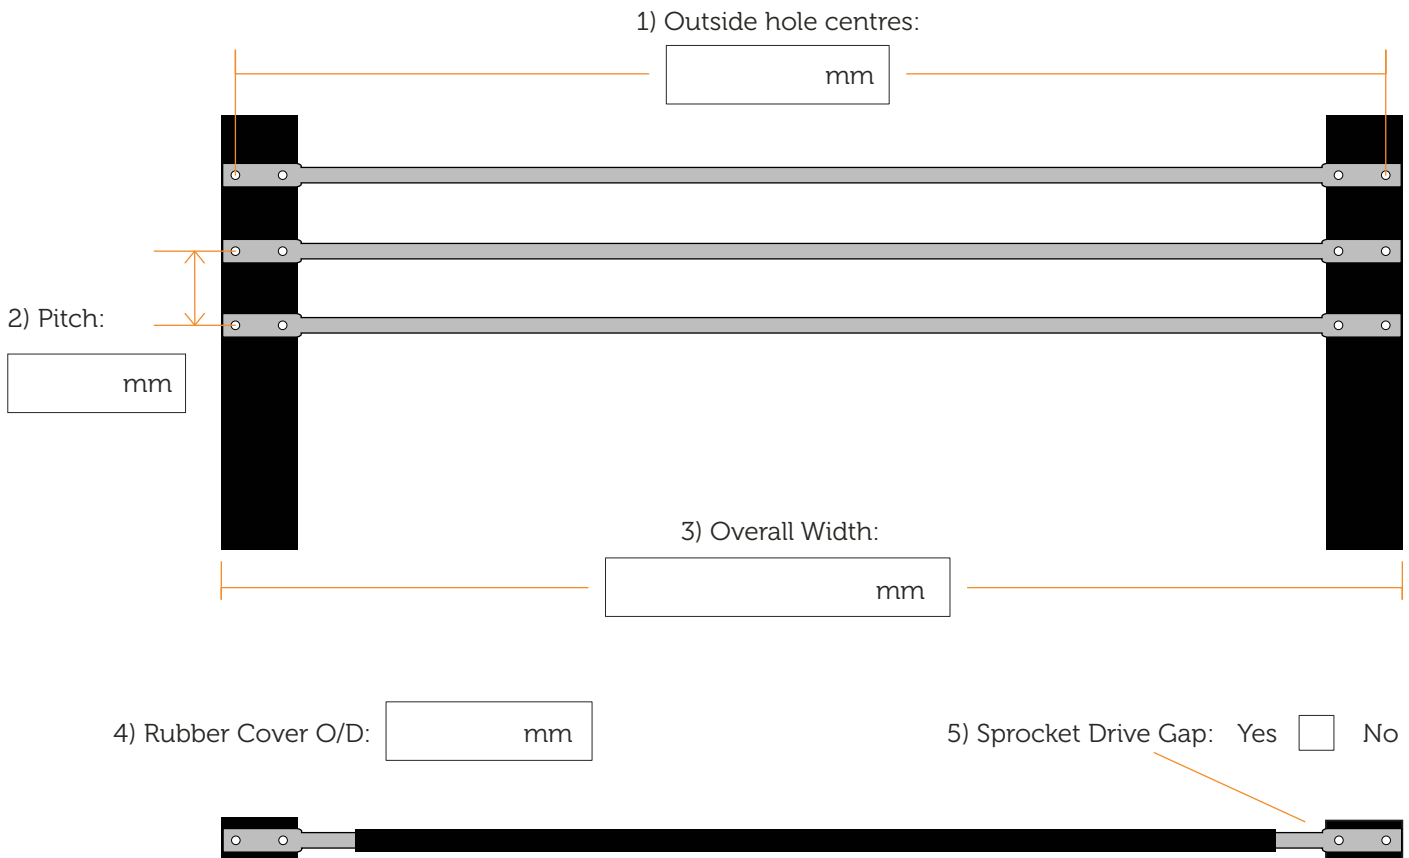 1) Outside hole centres:
mm
2) Pitch:
mm
3) Overall Width:
mm
4) Rubber Cover O/D: mm
5) Sprocket Drive Gap: Yes No